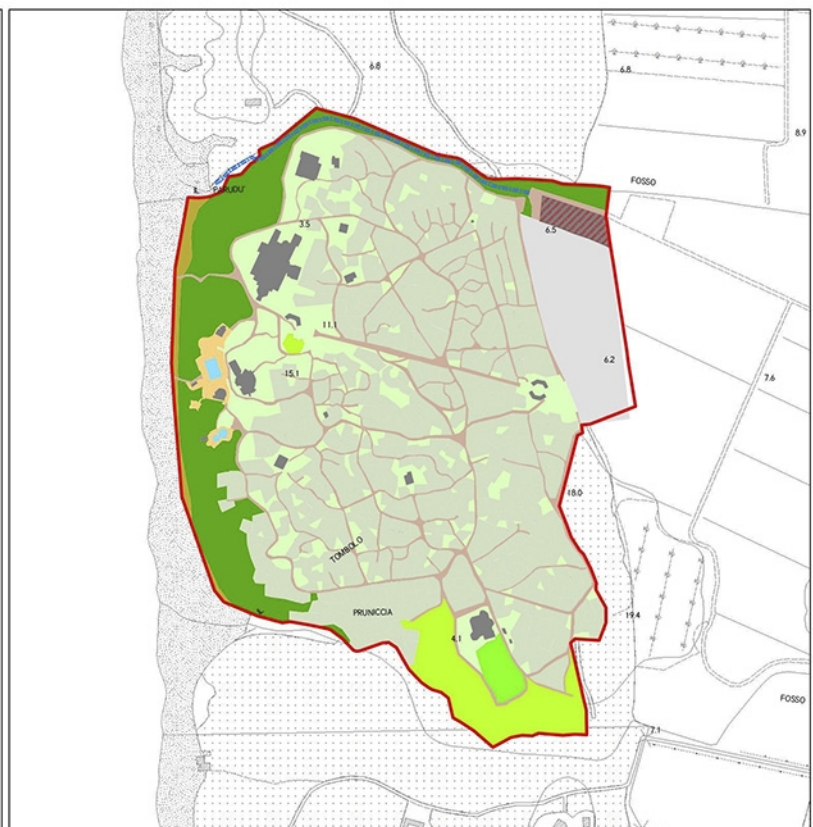 6.8
6.8
8.9
IL PARUDU'
FOSSO
3.5
6.5
11.1
6.2
15.1
7.6
18.0
TOMBOLO
PRUNICCIA
4.1
19.4
FOSSO
7.1